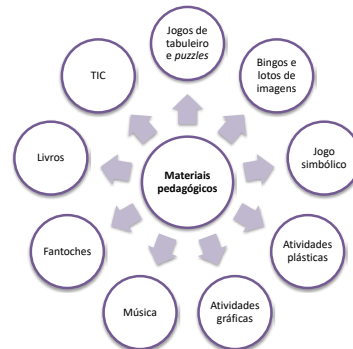 Jogos de
tabuleiro
e puzzles
Bingos e
lotos de
imagens
Jogo
simbólico
Atividades
plásticas
Atividades
gráficas
Música
Fantoches
Livros
TIC
Materiais
pedagógicos